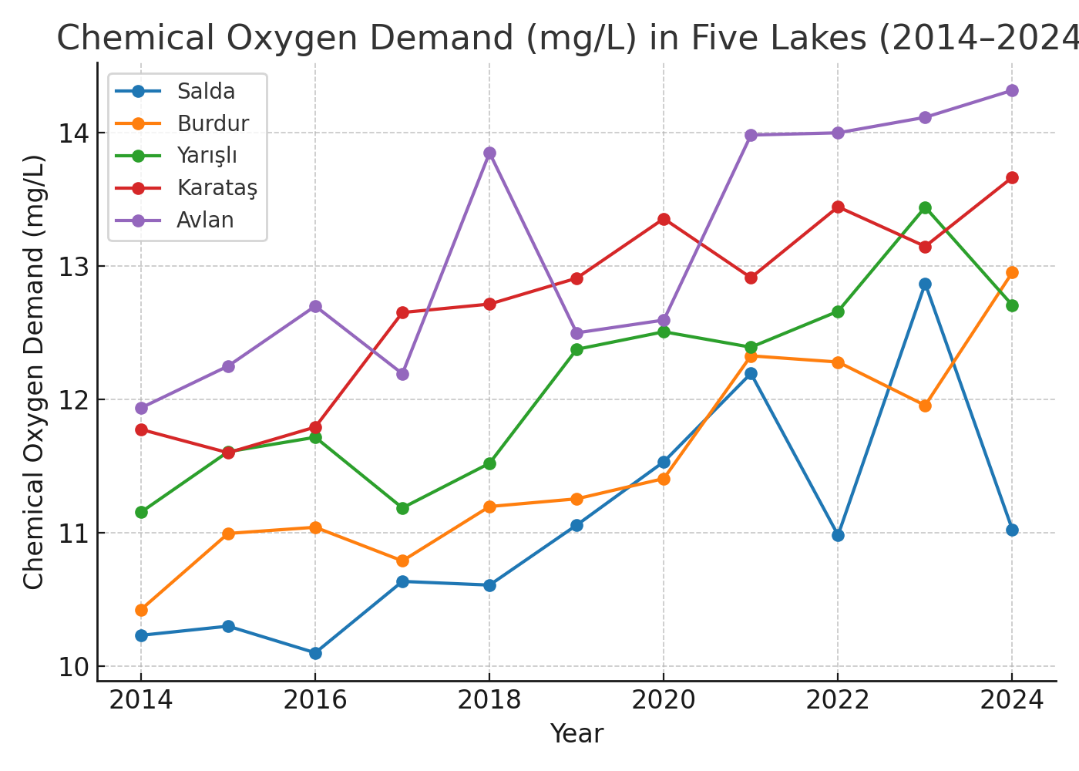 Chemical Oxygen Demand (mg/L) in Five Lakes (2014–2024
Salda
Burdur
Yarışlı
Karataş
Avlan
Chemical Oxygen Demand (mg/L)
14
13
12
11
10
2014 2016 2018 2020 2022 2024
Year